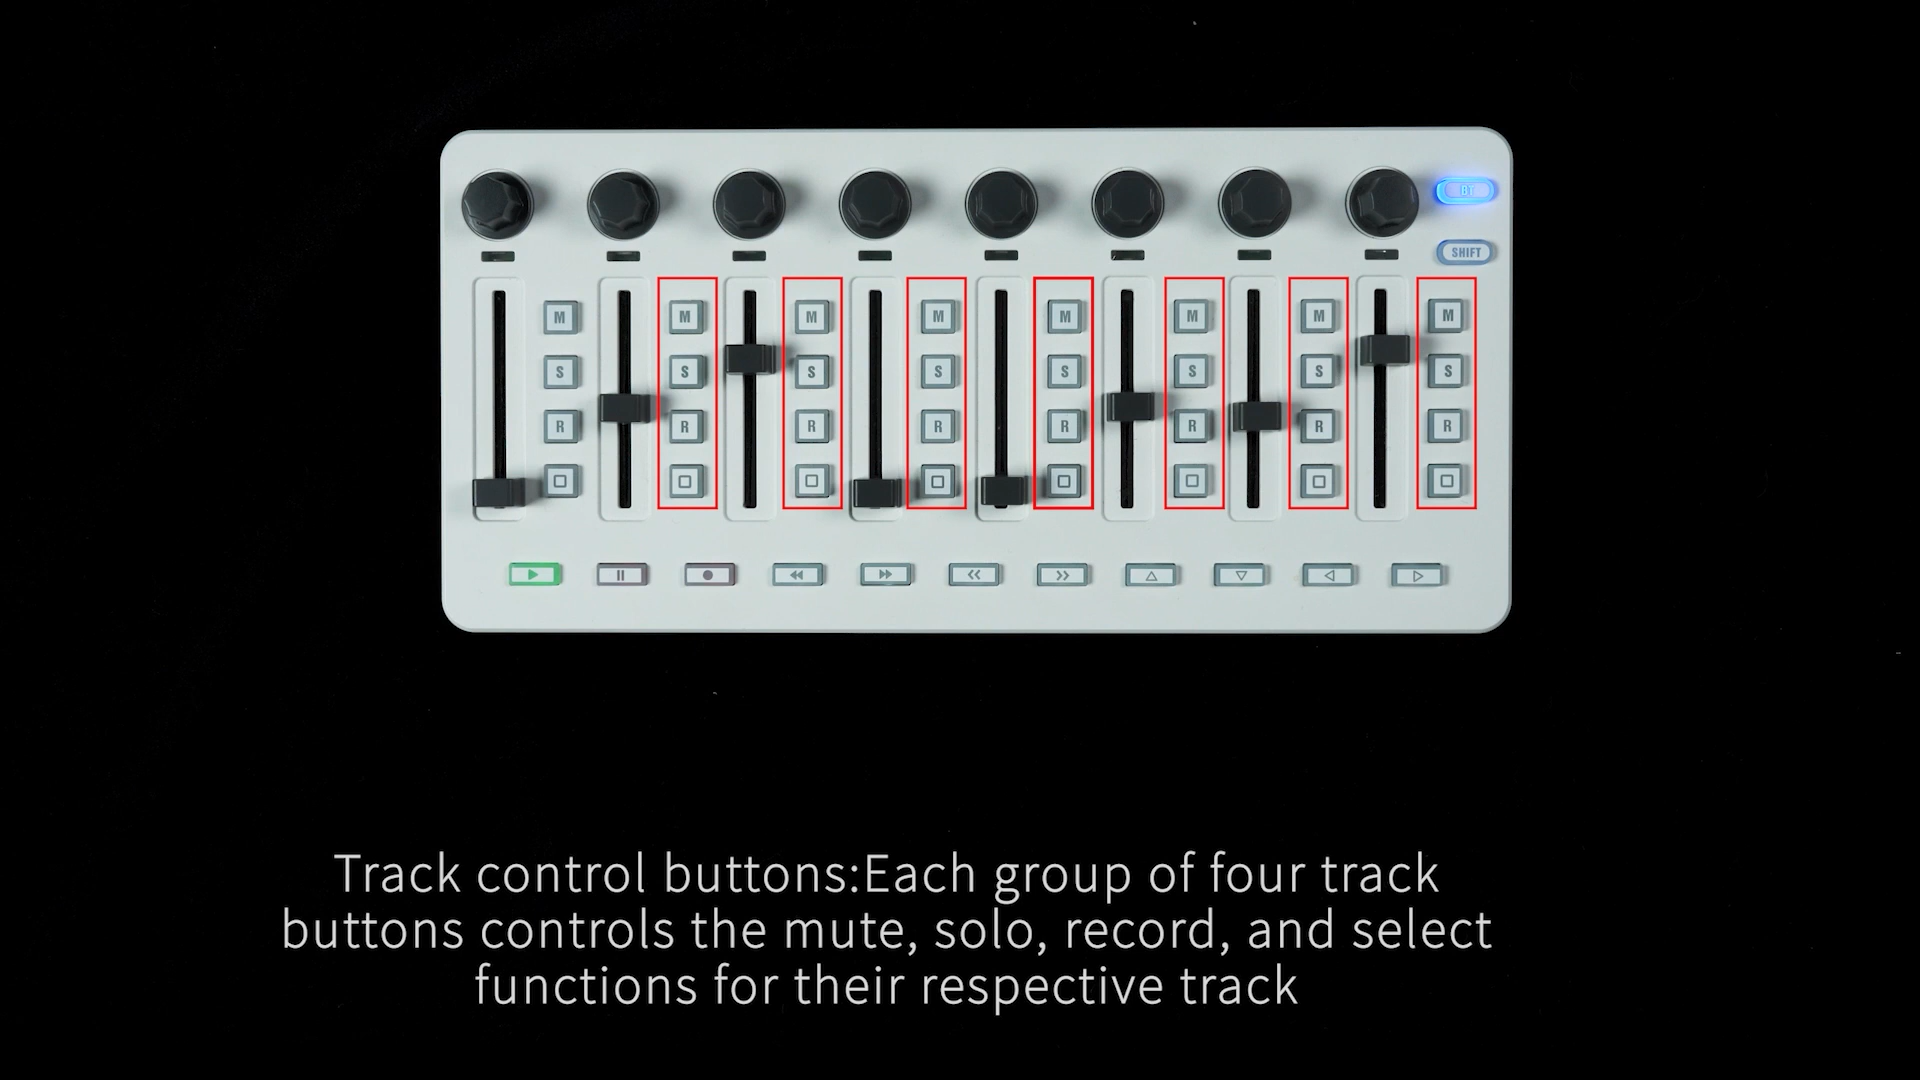 BT
SHIFT
M M M M M M M M
S S S S S S S S
R R R R R R R R
Track control buttons:Each group of four track
buttons controls the mute, solo, record, and select
functions for their respective track